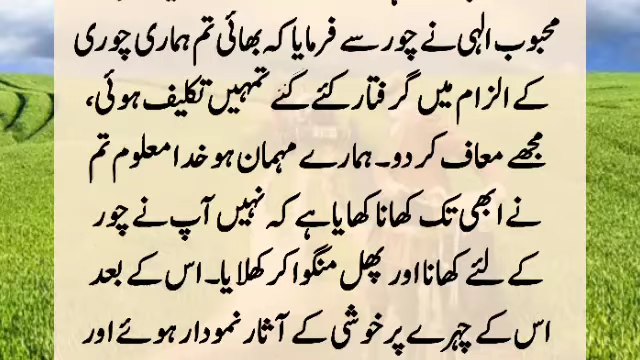 محبوب الٰہی نے چور سے فرمایا کہ بھائی تم ہماری چوری
کے الزام میں گرفتار کئے گئے تمہیں تکلیف ہوئی،
مجھے معاف کر دو۔ ہمارے مہمان ہو خدا معلوم تم
نے ابھی تک کھانا کھایا ہے کہ نہیں آپ نے چور
کے لئے کھانا اور پھل منگوا کر کھلایا۔ اس کے بعد
اس کے چہرے پر خوشی کے آثار نمودار ہوئے اور